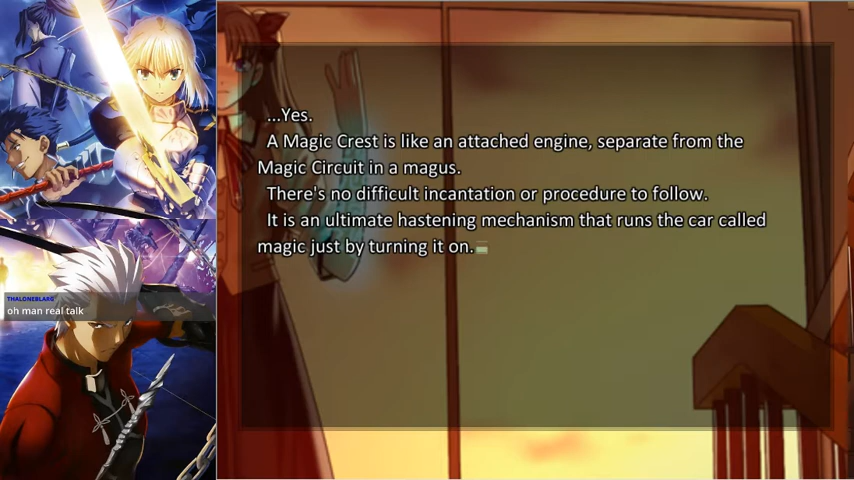 THALONEBLARG
oh man real talk
...Yes.
A Magic Crest is like an attached engine, separate from the
Magic Circuit in a magus.
There's no difficult incantation or procedure to follow.
It is an ultimate hastening mechanism that runs the car called
magic just by turning it on.